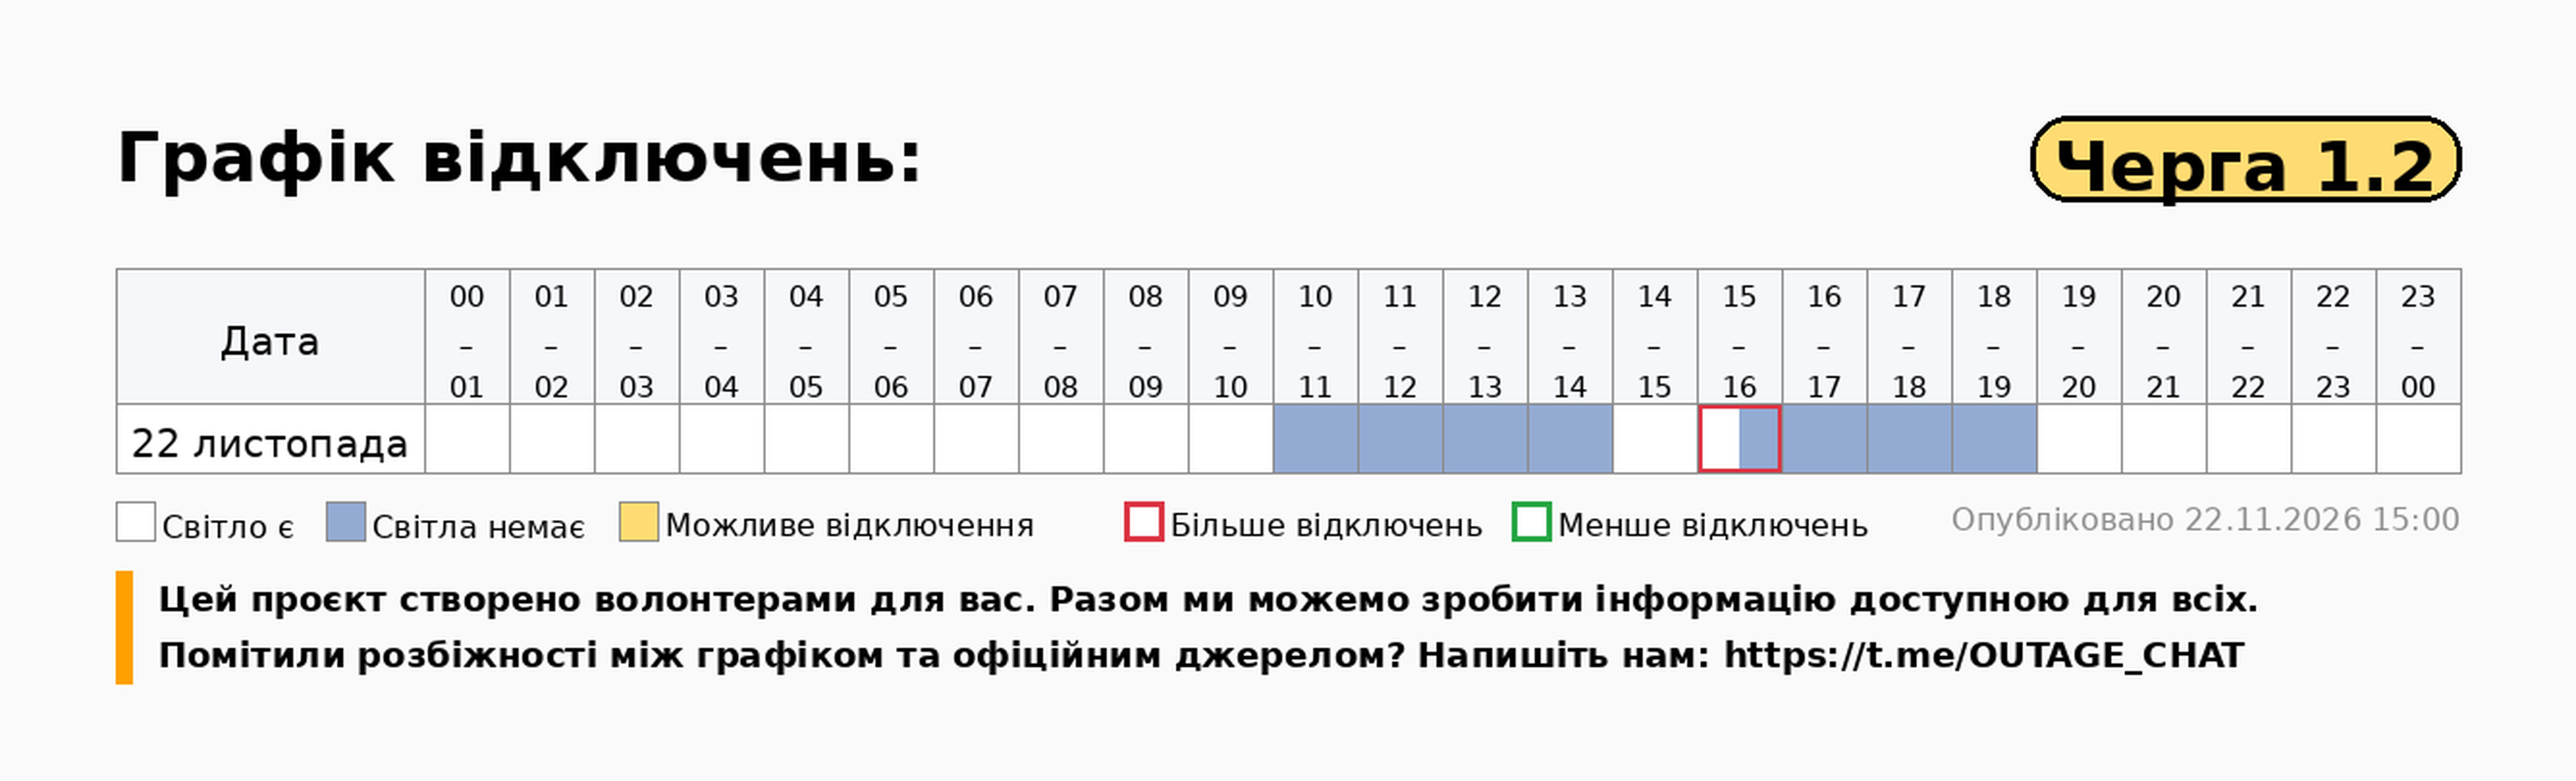 Графік відключень:
Черга 1.2
Дата 00 – 01 01 – 02 02 – 03 03 – 04 04 – 05 05 – 06 06 – 07 07 – 08 08 – 09 09 – 10 10 – 11 11 – 12 12 – 13 13 – 14 14 – 15 15 – 16 16 – 17 17 – 18 18 – 19 19 – 20 20 – 21 21 – 22 22 – 23 23 – 00
22 листопада
Світло є Світла немає Можливе відключення Більше відключень Менше відключень Опубліковано 22.11.2026 15:00
Цей проєкт створено волонтерами для вас. Разом ми можемо зробити інформацію доступною для всіх.
Помітили розбіжності між графіком та офіційним джерелом? Напишіть нам: https://t.me/OUTAGE_CHAT